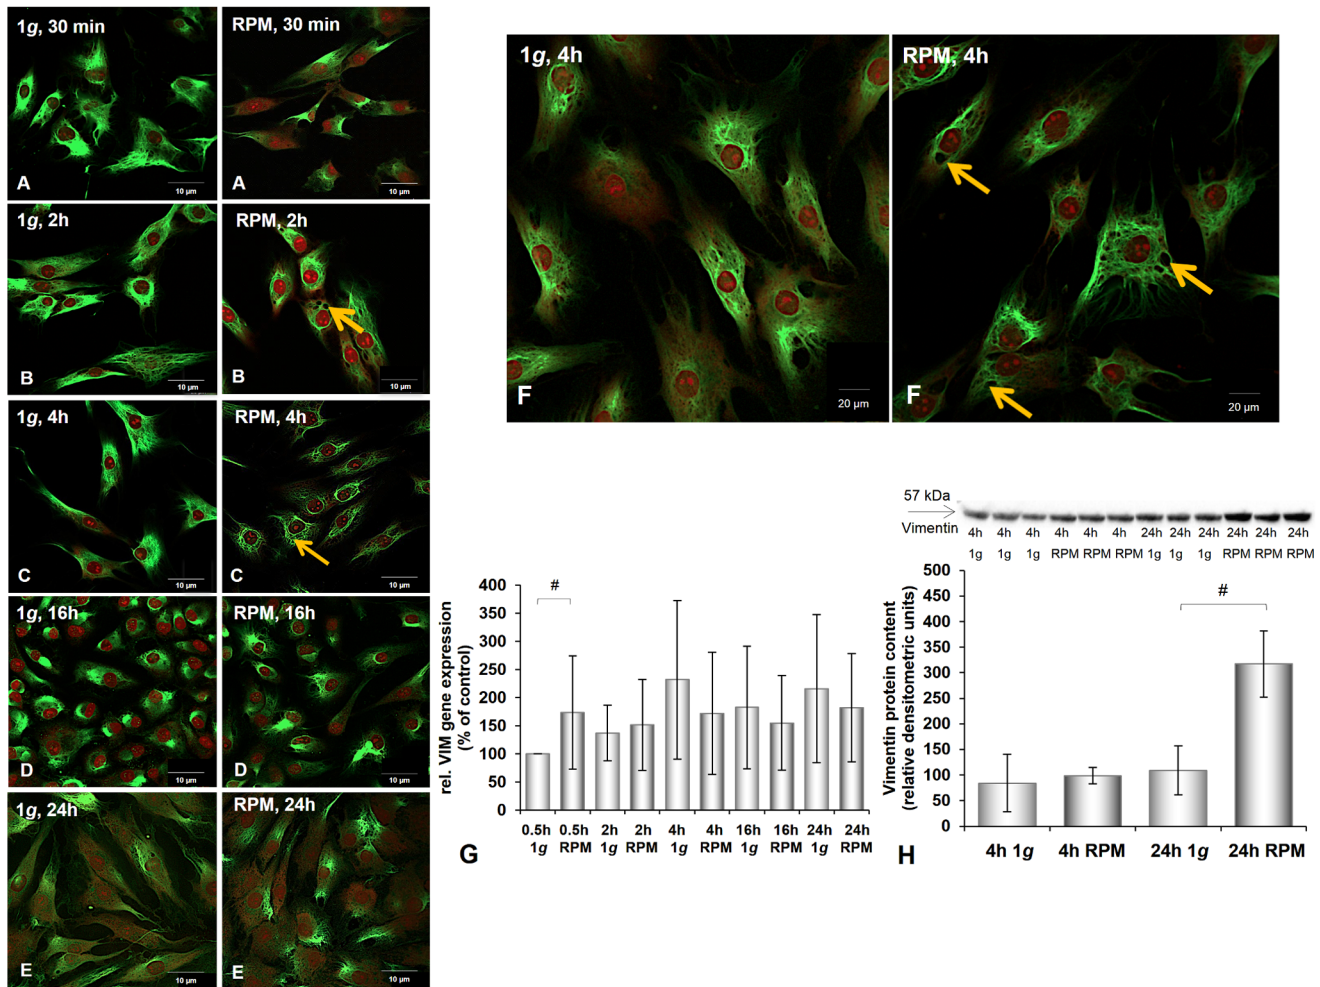 1g, 30 min
A
10 µm
RPM, 30 min
A
10 µm
1g, 2h
B
10 µm
RPM, 2h
B
10 µm
1g, 4h
C
10 µm
RPM, 4h
C
10 µm
1g, 16h
D
10 µm
RPM, 16h
D
10 µm
1g, 24h
E
10 µm
RPM, 24h
E
10 µm
1g, 4h
F
20 µm
RPM, 4h
F
20 µm
rel. VIM gene expression
(% of control)
400
350
300
250
200
150
100
50
0
#
0.5h 0.5h 2h 2h 4h 4h 16h 16h 24h 24h
1g RPM 1g RPM 1g RPM 1g RPM 1g RPM
G
57 kDa
Vimentin
4h 4h 4h 4h 4h 4h 24h 24h 24h 24h 24h 24h
1g 1g 1g RPM RPM RPM 1g 1g 1g RPM RPM RPM
Vimentin protein content
(relative densitometric units)
500
450
400
350
300
250
200
150
100
50
0
#
4h 1g 4h RPM 24h 1g 24h RPM
H